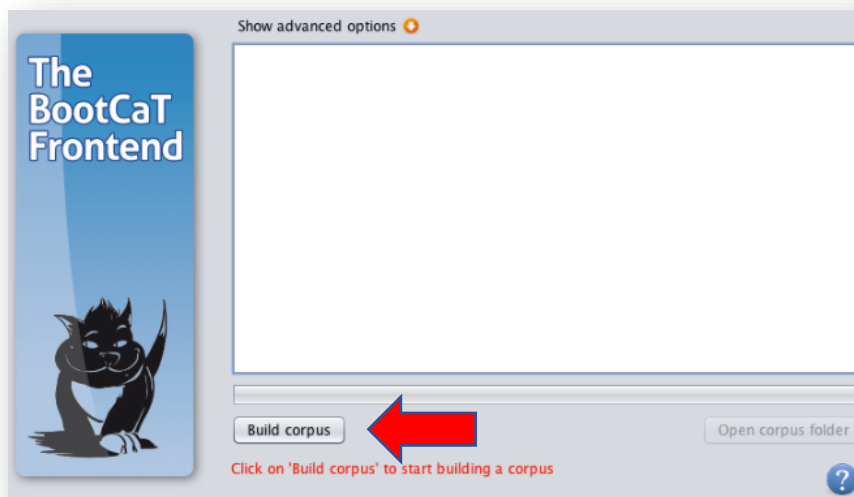 Show advanced options
The
BootCaT
Frontend
Build corpus
Open corpus folder
Click on 'Build corpus' to start building a corpus
?